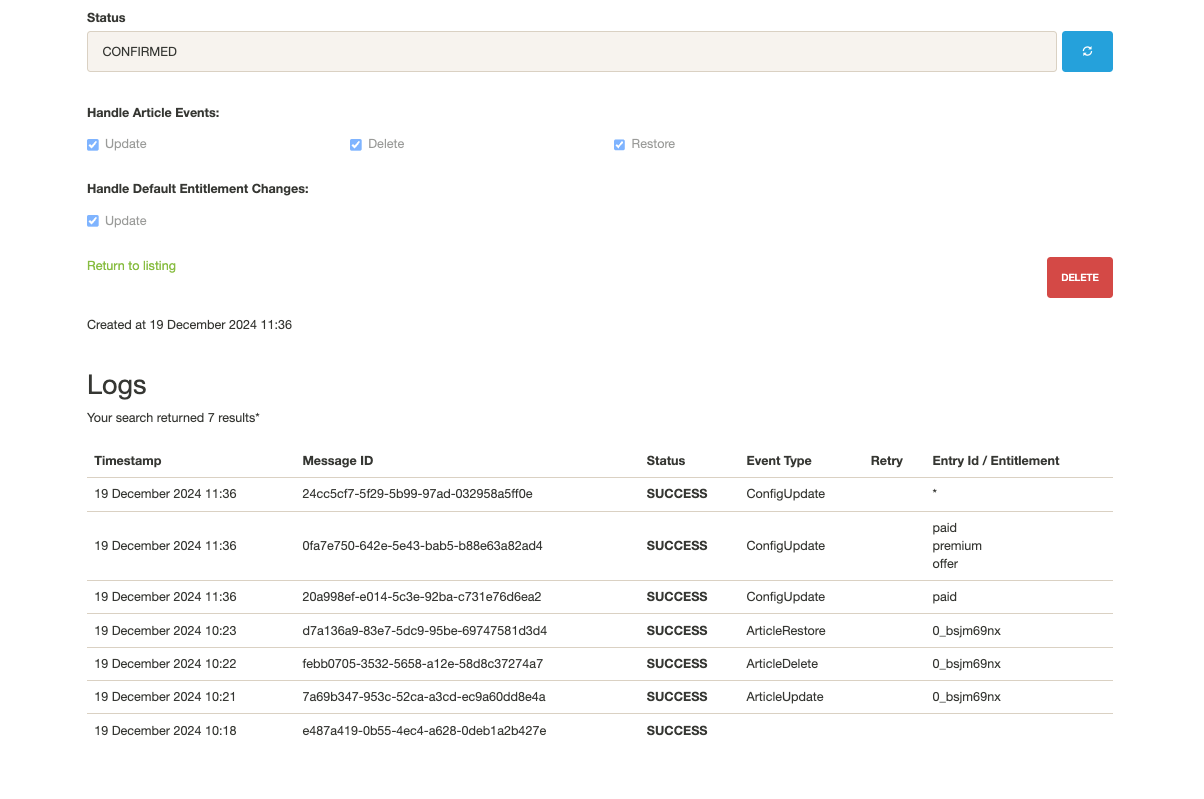 Status
CONFIRMED
Handle Article Events:
Update Delete Restore
Handle Default Entitlement Changes:
Update
Return to listing
DELETE
Created at 19 December 2024 11:36
Logs
Your search returned 7 results*
Timestamp Message ID Status Event Type Retry Entry Id / Entitlement
19 December 2024 11:36 24cc5cf7-5f29-5b99-97ad-032958a5ff0e SUCCESS ConfigUpdate *
19 December 2024 11:36 0fa7e750-642e-5e43-bab5-b88e63a82ad4 SUCCESS ConfigUpdate paid
premium
offer
19 December 2024 11:36 20a998ef-e014-5c3e-92ba-c731e76d6ea2 SUCCESS ConfigUpdate paid
19 December 2024 10:23 d7a136a9-83e7-5dc9-95be-69747581d3d4 SUCCESS ArticleRestore 0_bsjm69nx
19 December 2024 10:22 febb0705-3532-5658-a12e-58d8c37274a7 SUCCESS ArticleDelete 0_bsjm69nx
19 December 2024 10:21 7a69b347-953c-52ca-a3cd-ec9a60dd8e4a SUCCESS ArticleUpdate 0_bsjm69nx
19 December 2024 10:18 e487a419-0b55-4ec4-a628-0deb1a2b427e SUCCESS